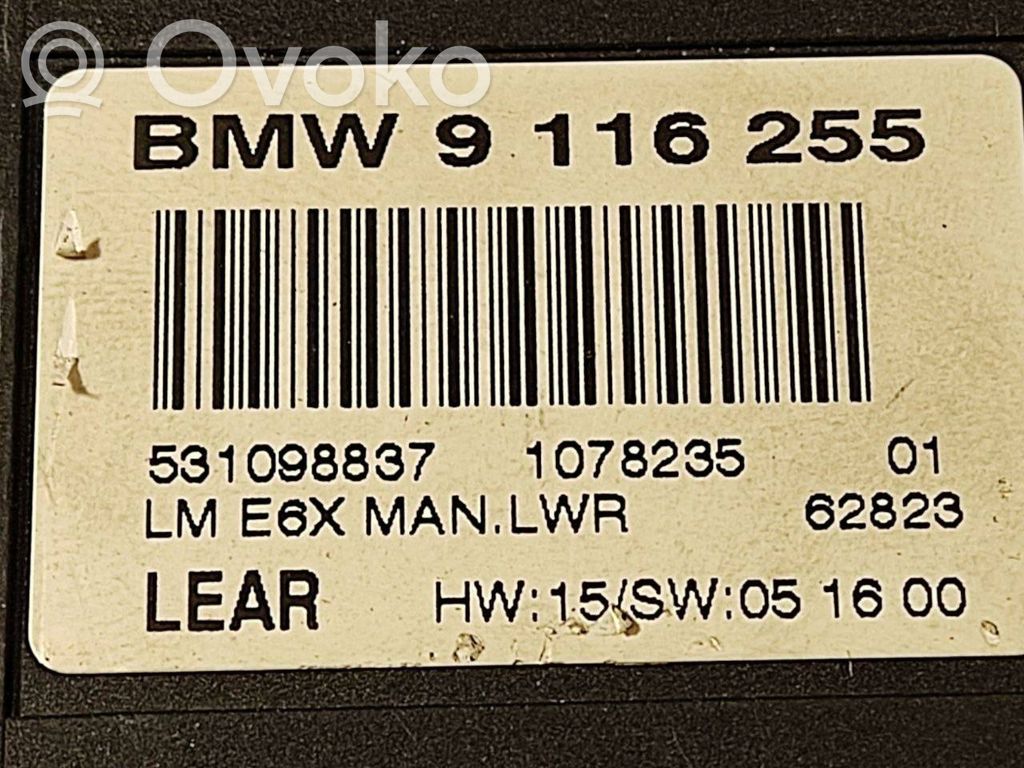 Ovoko
BMW 9 116 255
531098837 1078235 01
LM E6X MAN.LWR 62823
LEAR HW:15/SW:05 16 00